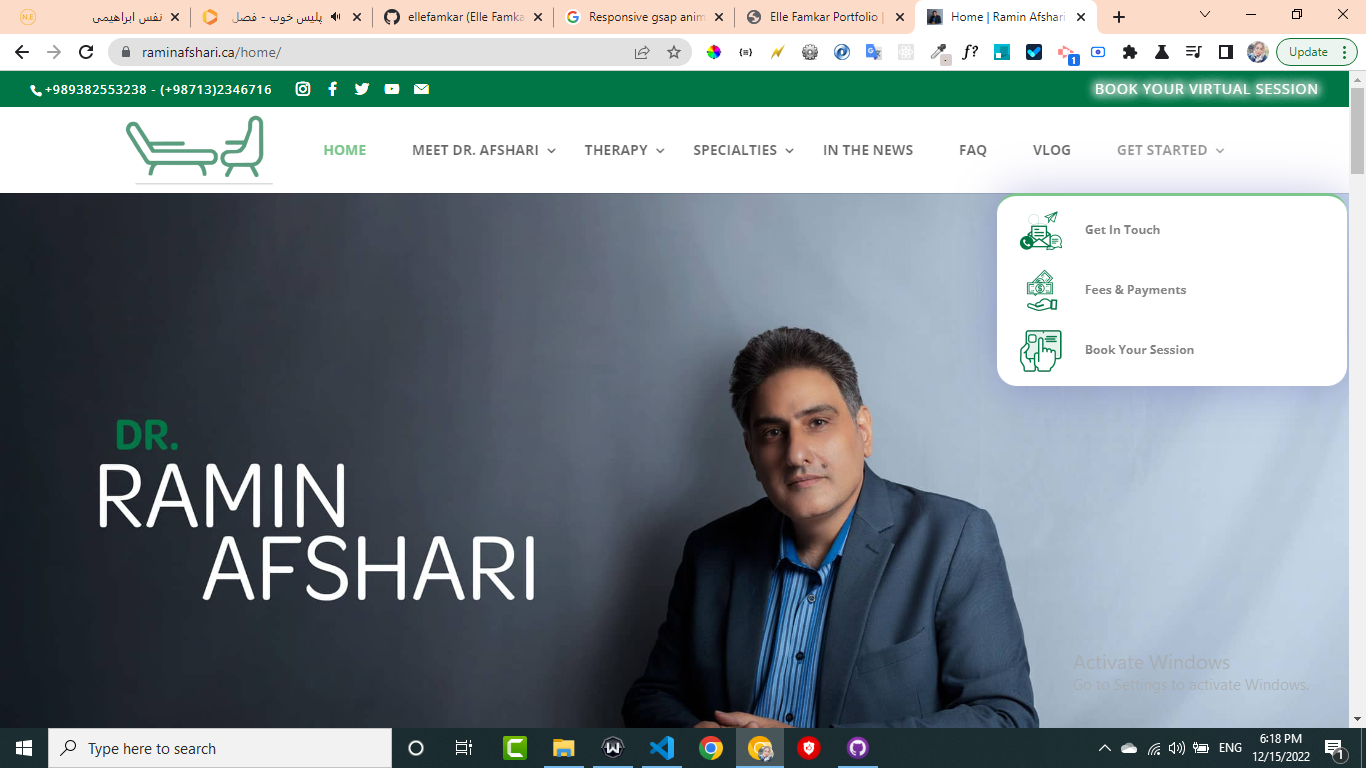 نفس ابراهیمی
پلیس خوب - فصل
ellefamkar (Elle Famka
Responsive gsap anim
Elle Famkar Portfolio |
Home | Ramin Afshari
raminafshari.ca/home/
Update
+989382553238 - (+98713)2346716
BOOK YOUR VIRTUAL SESSION
HOME
MEET DR. AFSHARI
THERAPY
SPECIALTIES
IN THE NEWS
FAQ
VLOG
GET STARTED
Get In Touch
Fees & Payments
Book Your Session
DR.
RAMIN
AFSHARI
Activate Windows
Go to Settings to activate Windows.
Type here to search
ENG
6:18 PM
12/15/2022